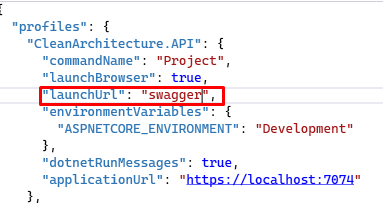 {
"profiles": {
"CleanArchitecture.API": {
"commandName": "Project",
"launchBrowser": true,
"launchUrl": "swagger",
"environmentVariables": {
"ASPNETCORE_ENVIRONMENT": "Development"
},
"dotnetRunMessages": true,
"applicationUrl": "https://localhost:7074"
},